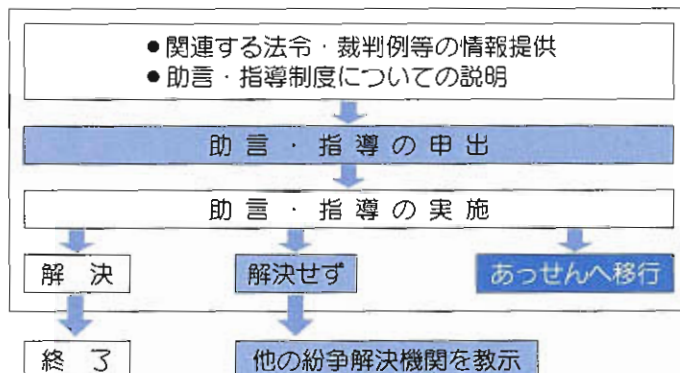 ●関連する法令・裁判例等の情報提供
●助言・指導制度についての説明
助言・指導の申出
助言・指導の実施
解決
解決せず
あっせんへ移行
終了
他の紛争解決機関を教示